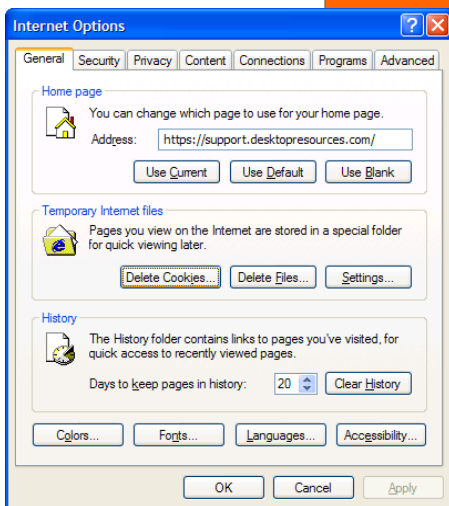 Internet Options
General Security Privacy Content Connections Programs Advanced
Home page
You can change which page to use for your home page.
Address: https://support.desktopresources.com/
Use Current Use Default Use Blank
Temporary Internet files
Pages you view on the Internet are stored in a special folder
for quick viewing later.
Delete Cookies... Delete Files... Settings...
History
The History folder contains links to pages you've visited, for
quick access to recently viewed pages.
Days to keep pages in history: 20 Clear History
Colors... Fonts... Languages... Accessibility...
OK Cancel Apply